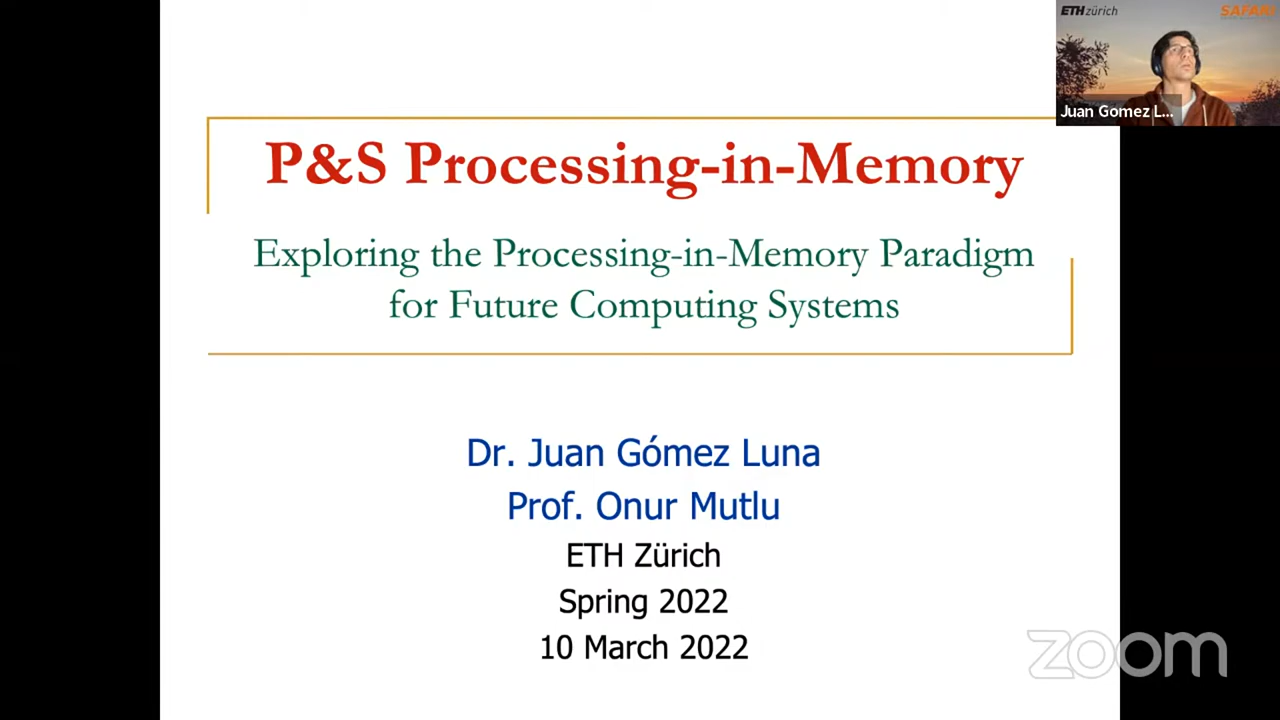 ETH zürich
SAFARI
Juan Gomez L...
P&S Processing-in-Memory
Exploring the Processing-in-Memory Paradigm
for Future Computing Systems
Dr. Juan Gómez Luna
Prof. Onur Mutlu
ETH Zürich
Spring 2022
10 March 2022
zoom